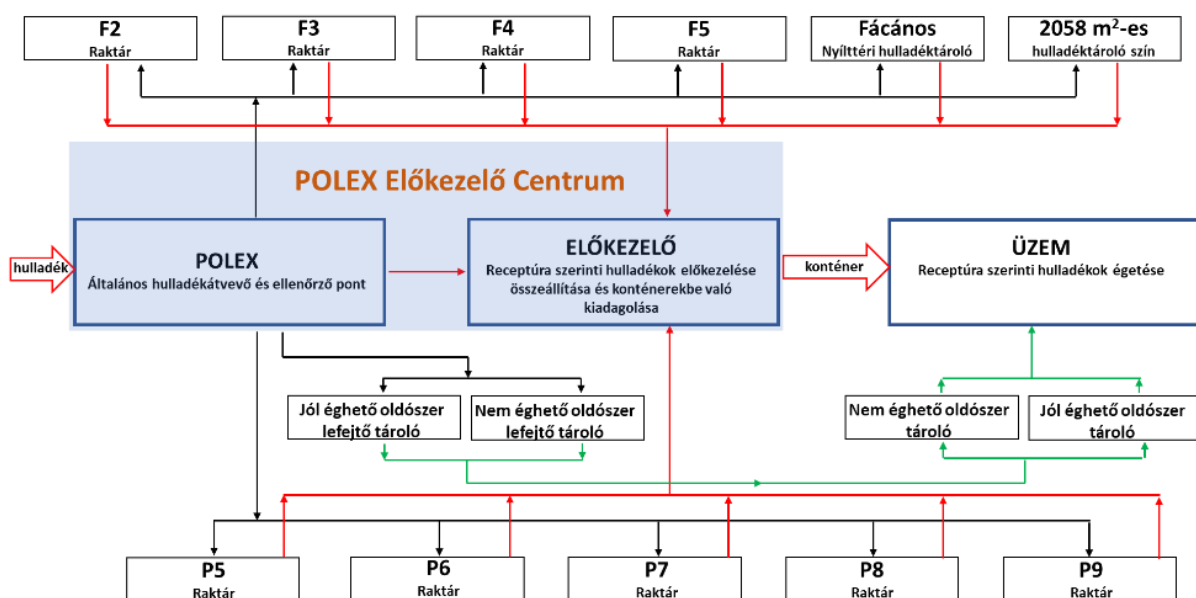 F2
Raktár
F3
Raktár
F4
Raktár
F5
Raktár
Fácános
Nyílttéri hulladéktároló
2058 m²-es
hulladéktároló szín
POLEX Előkezelő Centrum
hulladék
POLEX
Általános hulladékátvevő és ellenőrző pont
ELŐKEZELŐ
Receptúra szerinti hulladékok előkezelése
összeállítása és konténerekbe való
kiadagolása
konténer
ÜZEM
Receptúra szerinti hulladékok égetése
Jól éghető oldószer
lefejtő tároló
Nem éghető oldószer
lefejtő tároló
Nem éghető oldószer
tároló
Jól éghető oldószer
tároló
P5
Raktár
P6
Raktár
P7
Raktár
P8
Raktár
P9
Raktár